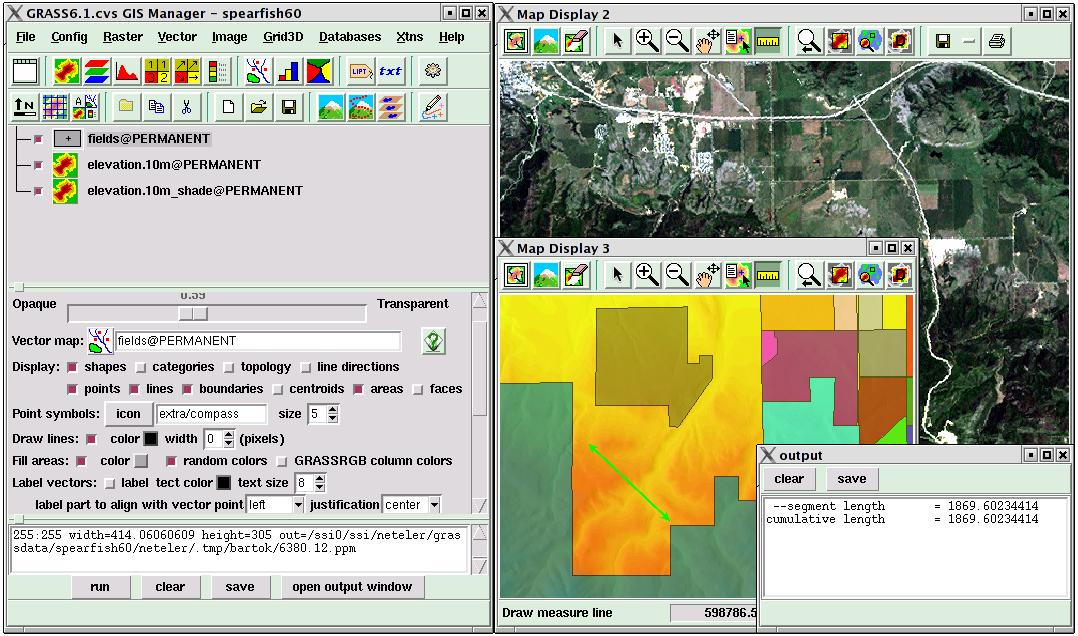 GRASS6.1.cvs GIS Manager - spearfish60
File Config Raster Vector Image Grid3D Databases Xtns Help
LIPT txt
N A
fields@PERMANENT
elevation.10m@PERMANENT
elevation.10m_shade@PERMANENT
0.59
Opaque Transparent
Vector map: fields@PERMANENT
Display: shapes categories topology line directions
points lines boundaries centroids areas faces
Point symbols: icon extra/compass size 5
Draw lines: color width 0 (pixels)
Fill areas: color random colors GRASSRGB column colors
Label vectors: label tect color text size 8
label part to align with vector point left justification center
255:255 width=414.06060609 height=305 out=/ssi0/ssi/neteler/gras
sdata/spearfish60/neteler/.tmp/bartok/6380.12.ppm
run clear save open output window
Map Display 2
Map Display 3
Draw measure line 598786.5
output
clear save
--segment length = 1869.60234414
cumulative length = 1869.60234414